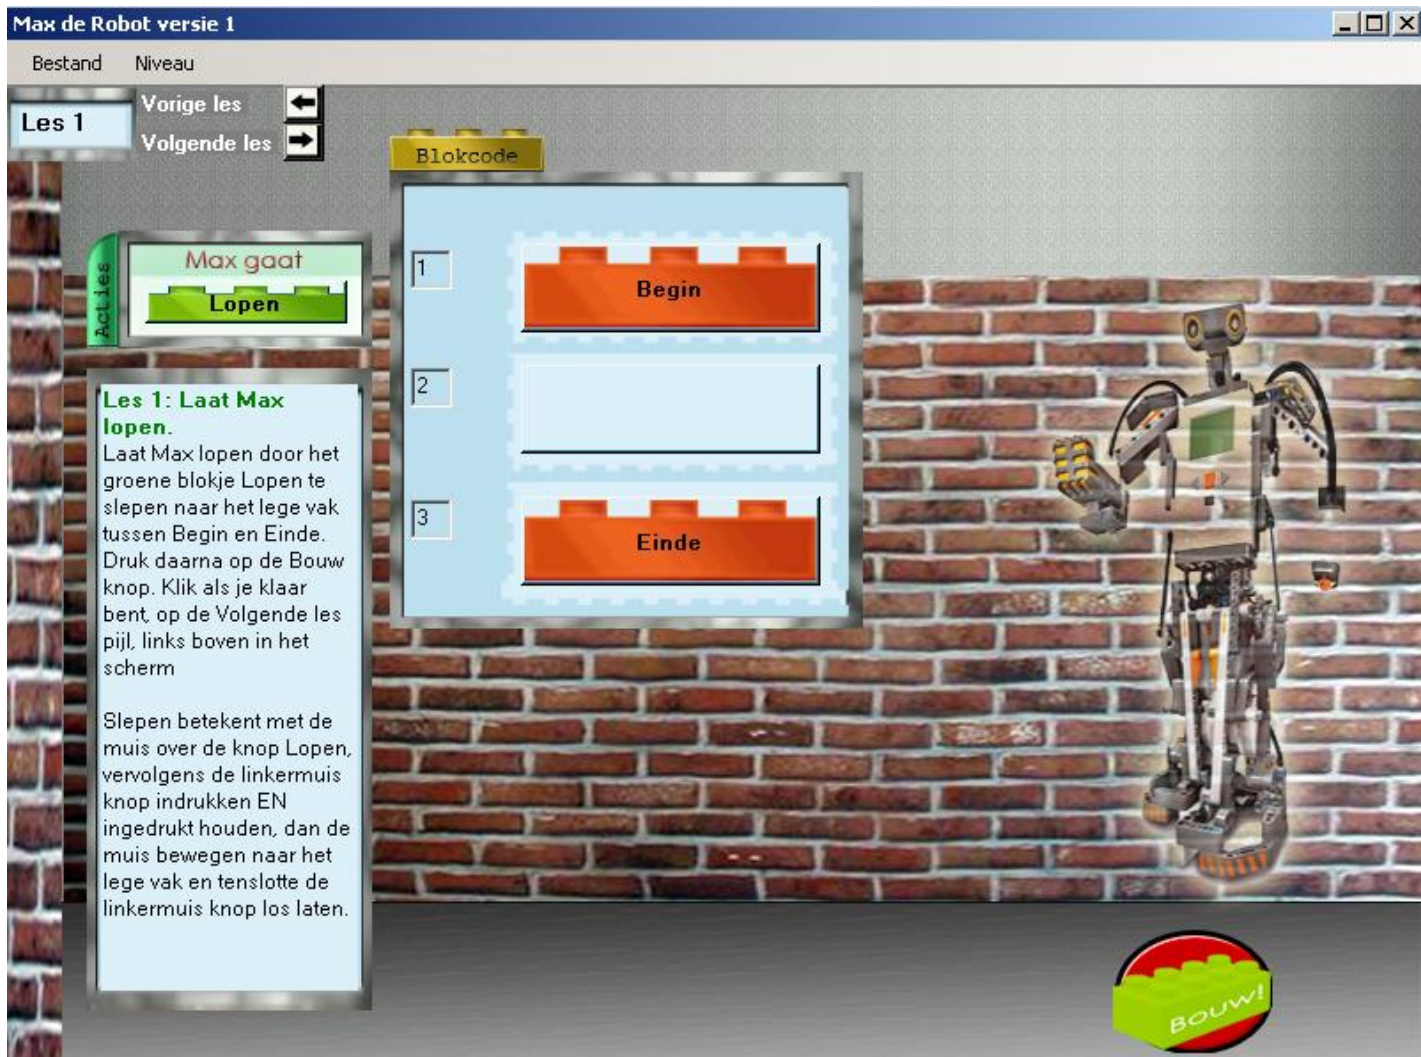 Max de Robot versie 1
Bestand Niveau
Les 1
Vorige les
Volgende les
Blokcode
Acties
Max gaat
Lopen
1
Begin
2
3
Einde
Les 1: Laat Max
lopen.
Laat Max lopen door het
groene blokje Lopen te
slepen naar het lege vak
tussen Begin en Einde.
Druk daarna op de Bouw
knop. Klik als je klaar
bent, op de Volgende les
pijl, links boven in het
scherm
Slepen betekent met de
muis over de knop Lopen,
vervolgens de linkermuis
knop indrukken EN
ingedrukt houden, dan de
muis bewegen naar het
lege vak en tenslotte de
linkermuis knop los laten.
BOUW!